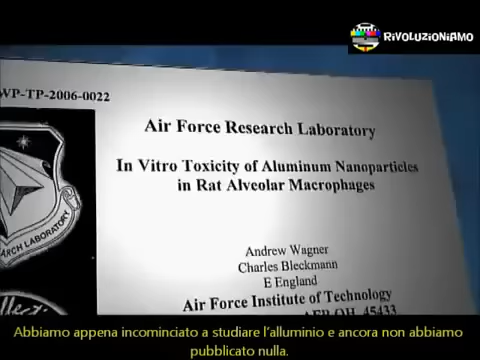 RiVOLUZiONiAMO
WP-TP-2006-0022
Air Force Research Laboratory
In Vitro Toxicity of Aluminum Nanoparticles
in Rat Alveolar Macrophages
Andrew Wagner
Charles Bleckmann
E England
Air Force Institute of Technology
OH 45433
Abbiamo appena incominciato a studiare l'alluminio e ancora non abbiamo
pubblicato nulla.